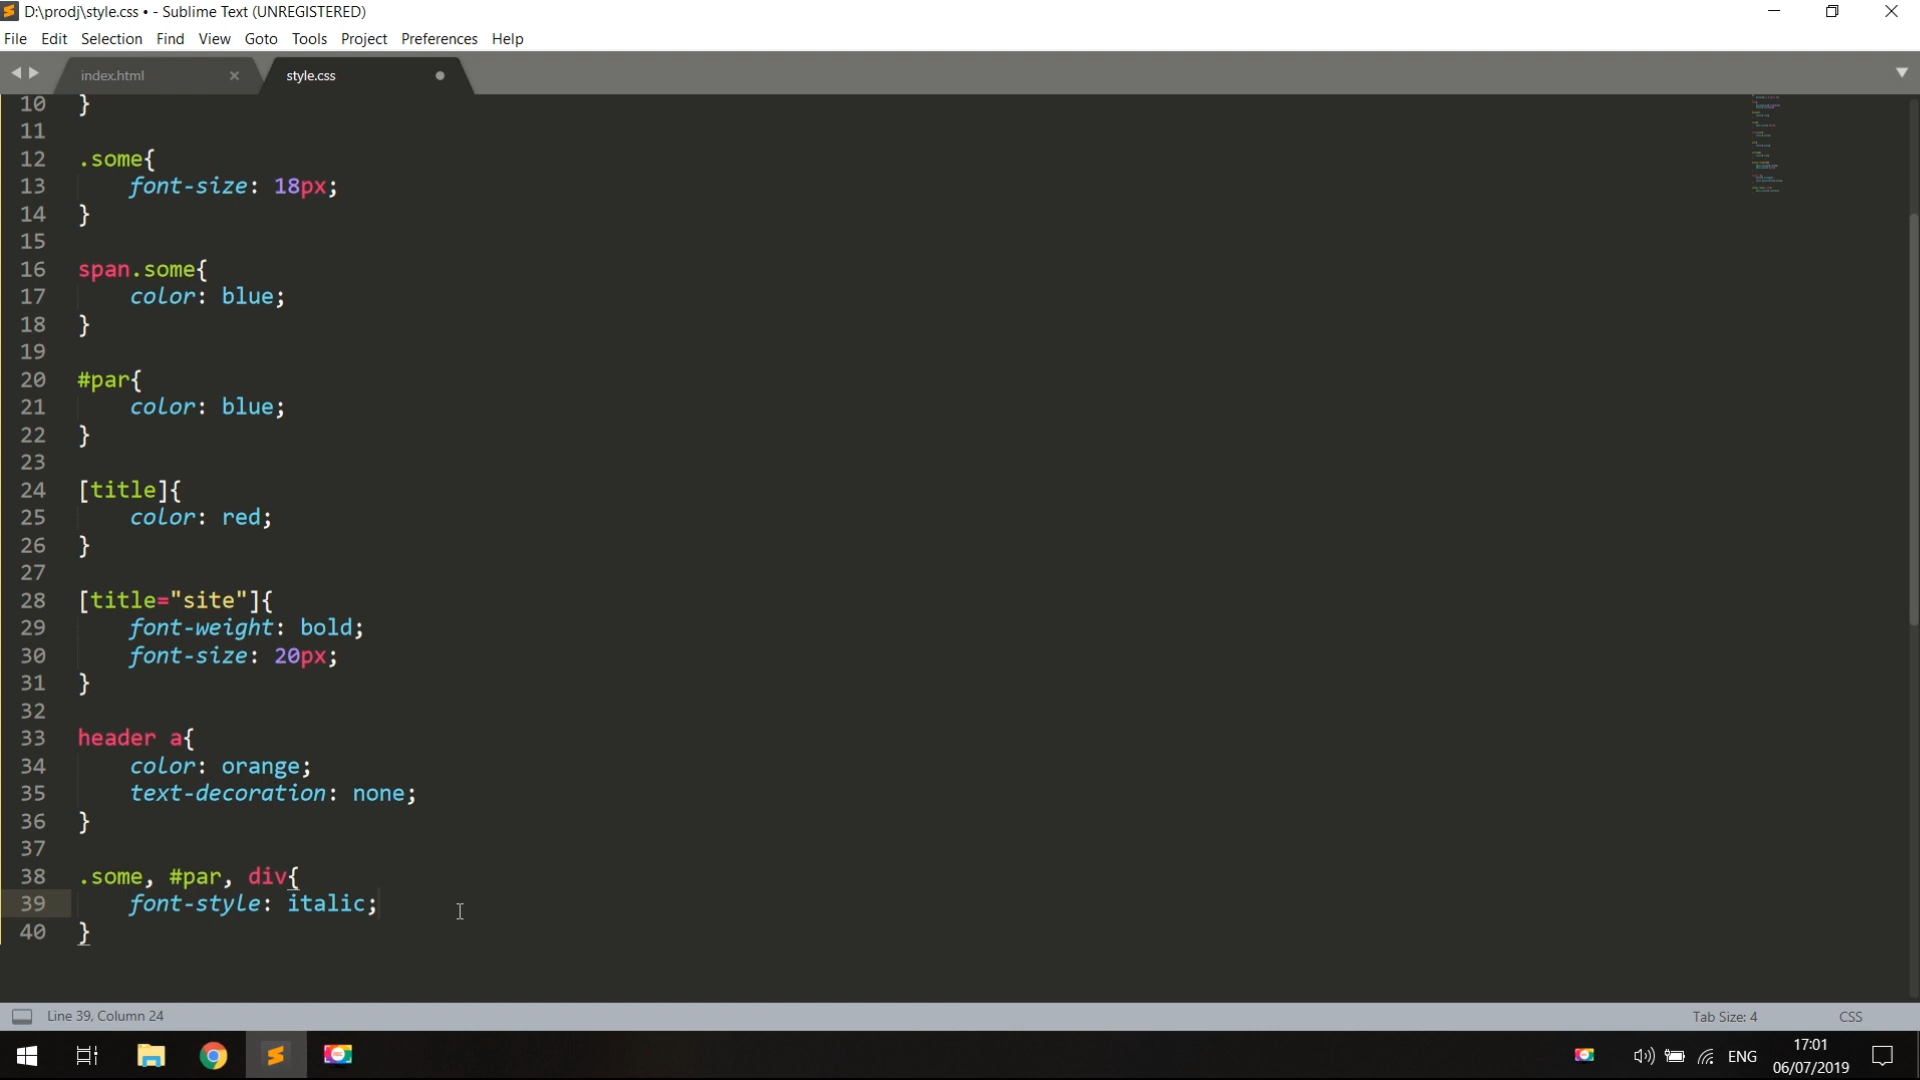 D:\prodj\style.css • - Sublime Text (UNREGISTERED)
File Edit Selection Find View Goto Tools Project Preferences Help
index.html style.css
10 }
11
12 .some{
13 font-size: 18px;
14 }
15
16 span.some{
17 color: blue;
18 }
19
20 #par{
21 color: blue;
22 }
23
24 [title]{
25 color: red;
26 }
27
28 [title="site"]{
29 font-weight: bold;
30 font-size: 20px;
31 }
32
33 header a{
34 color: orange;
35 text-decoration: none;
36 }
37
38 .some, #par, div{
39 font-style: italic;
40 }
Line 39, Column 24 Tab Size: 4 CSS
ENG
17:01
06/07/2019